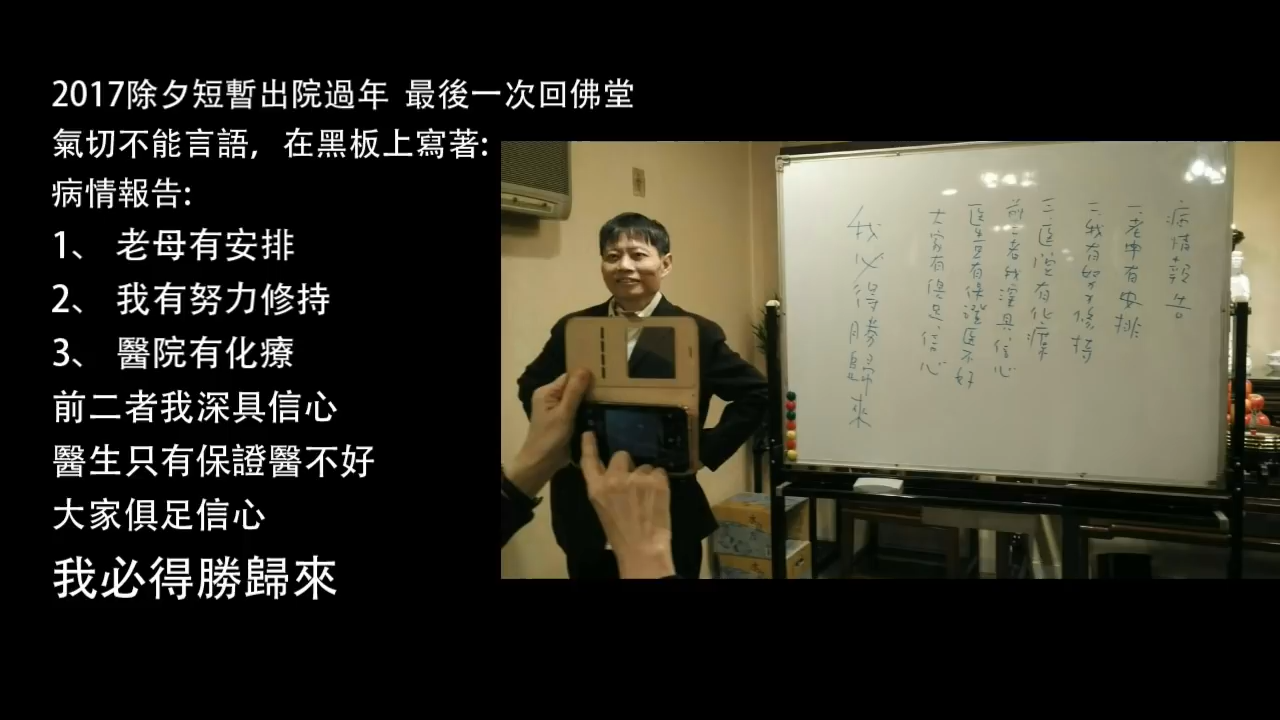 2017除夕短暫出院過年 最後一次回佛堂
氣切不能言語, 在黑板上寫著:
病情報告:
1、 老母有安排
2、 我有努力修持
3、 醫院有化療
前二者我深具信心
醫生只有保證醫不好
大家俱足信心
我必得勝歸來
病情報告
一.老中有安排
二.我有努力修持
三.医院有化療
前二者我深具信心
医生只有保證医不好
大家有俱足信心
我必得勝歸來